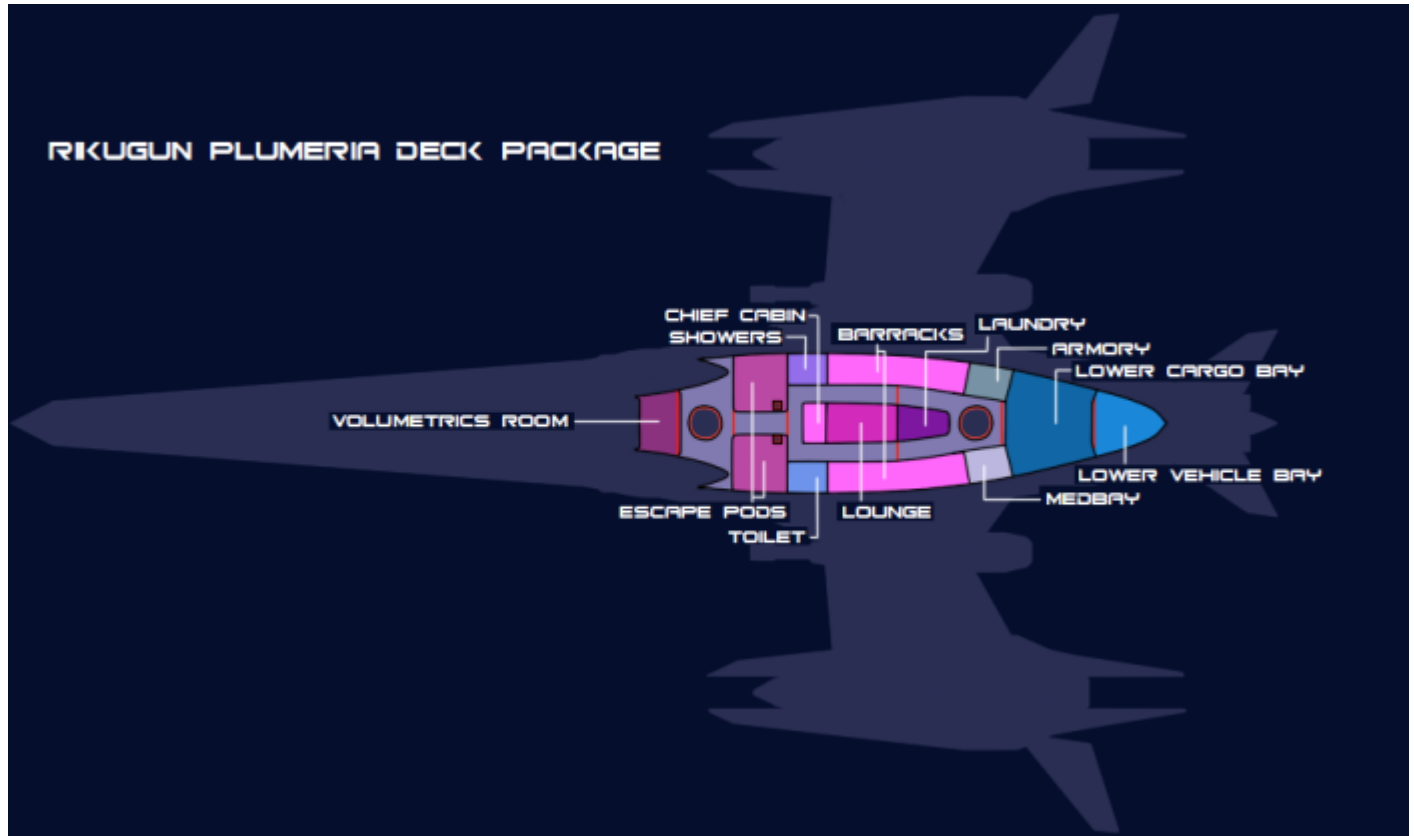 RIKUGUN PLUMERIA DECK PACKAGE
CHIEF CABIN
SHOWERS
BARRACKS
LAUNDRY
ARMORY
LOWER CARGO BAY
VOLUMETRICS ROOM
LOWER VEHICLE BAY
MEDBAY
ESCAPE PODS
LOUNGE
TOILET